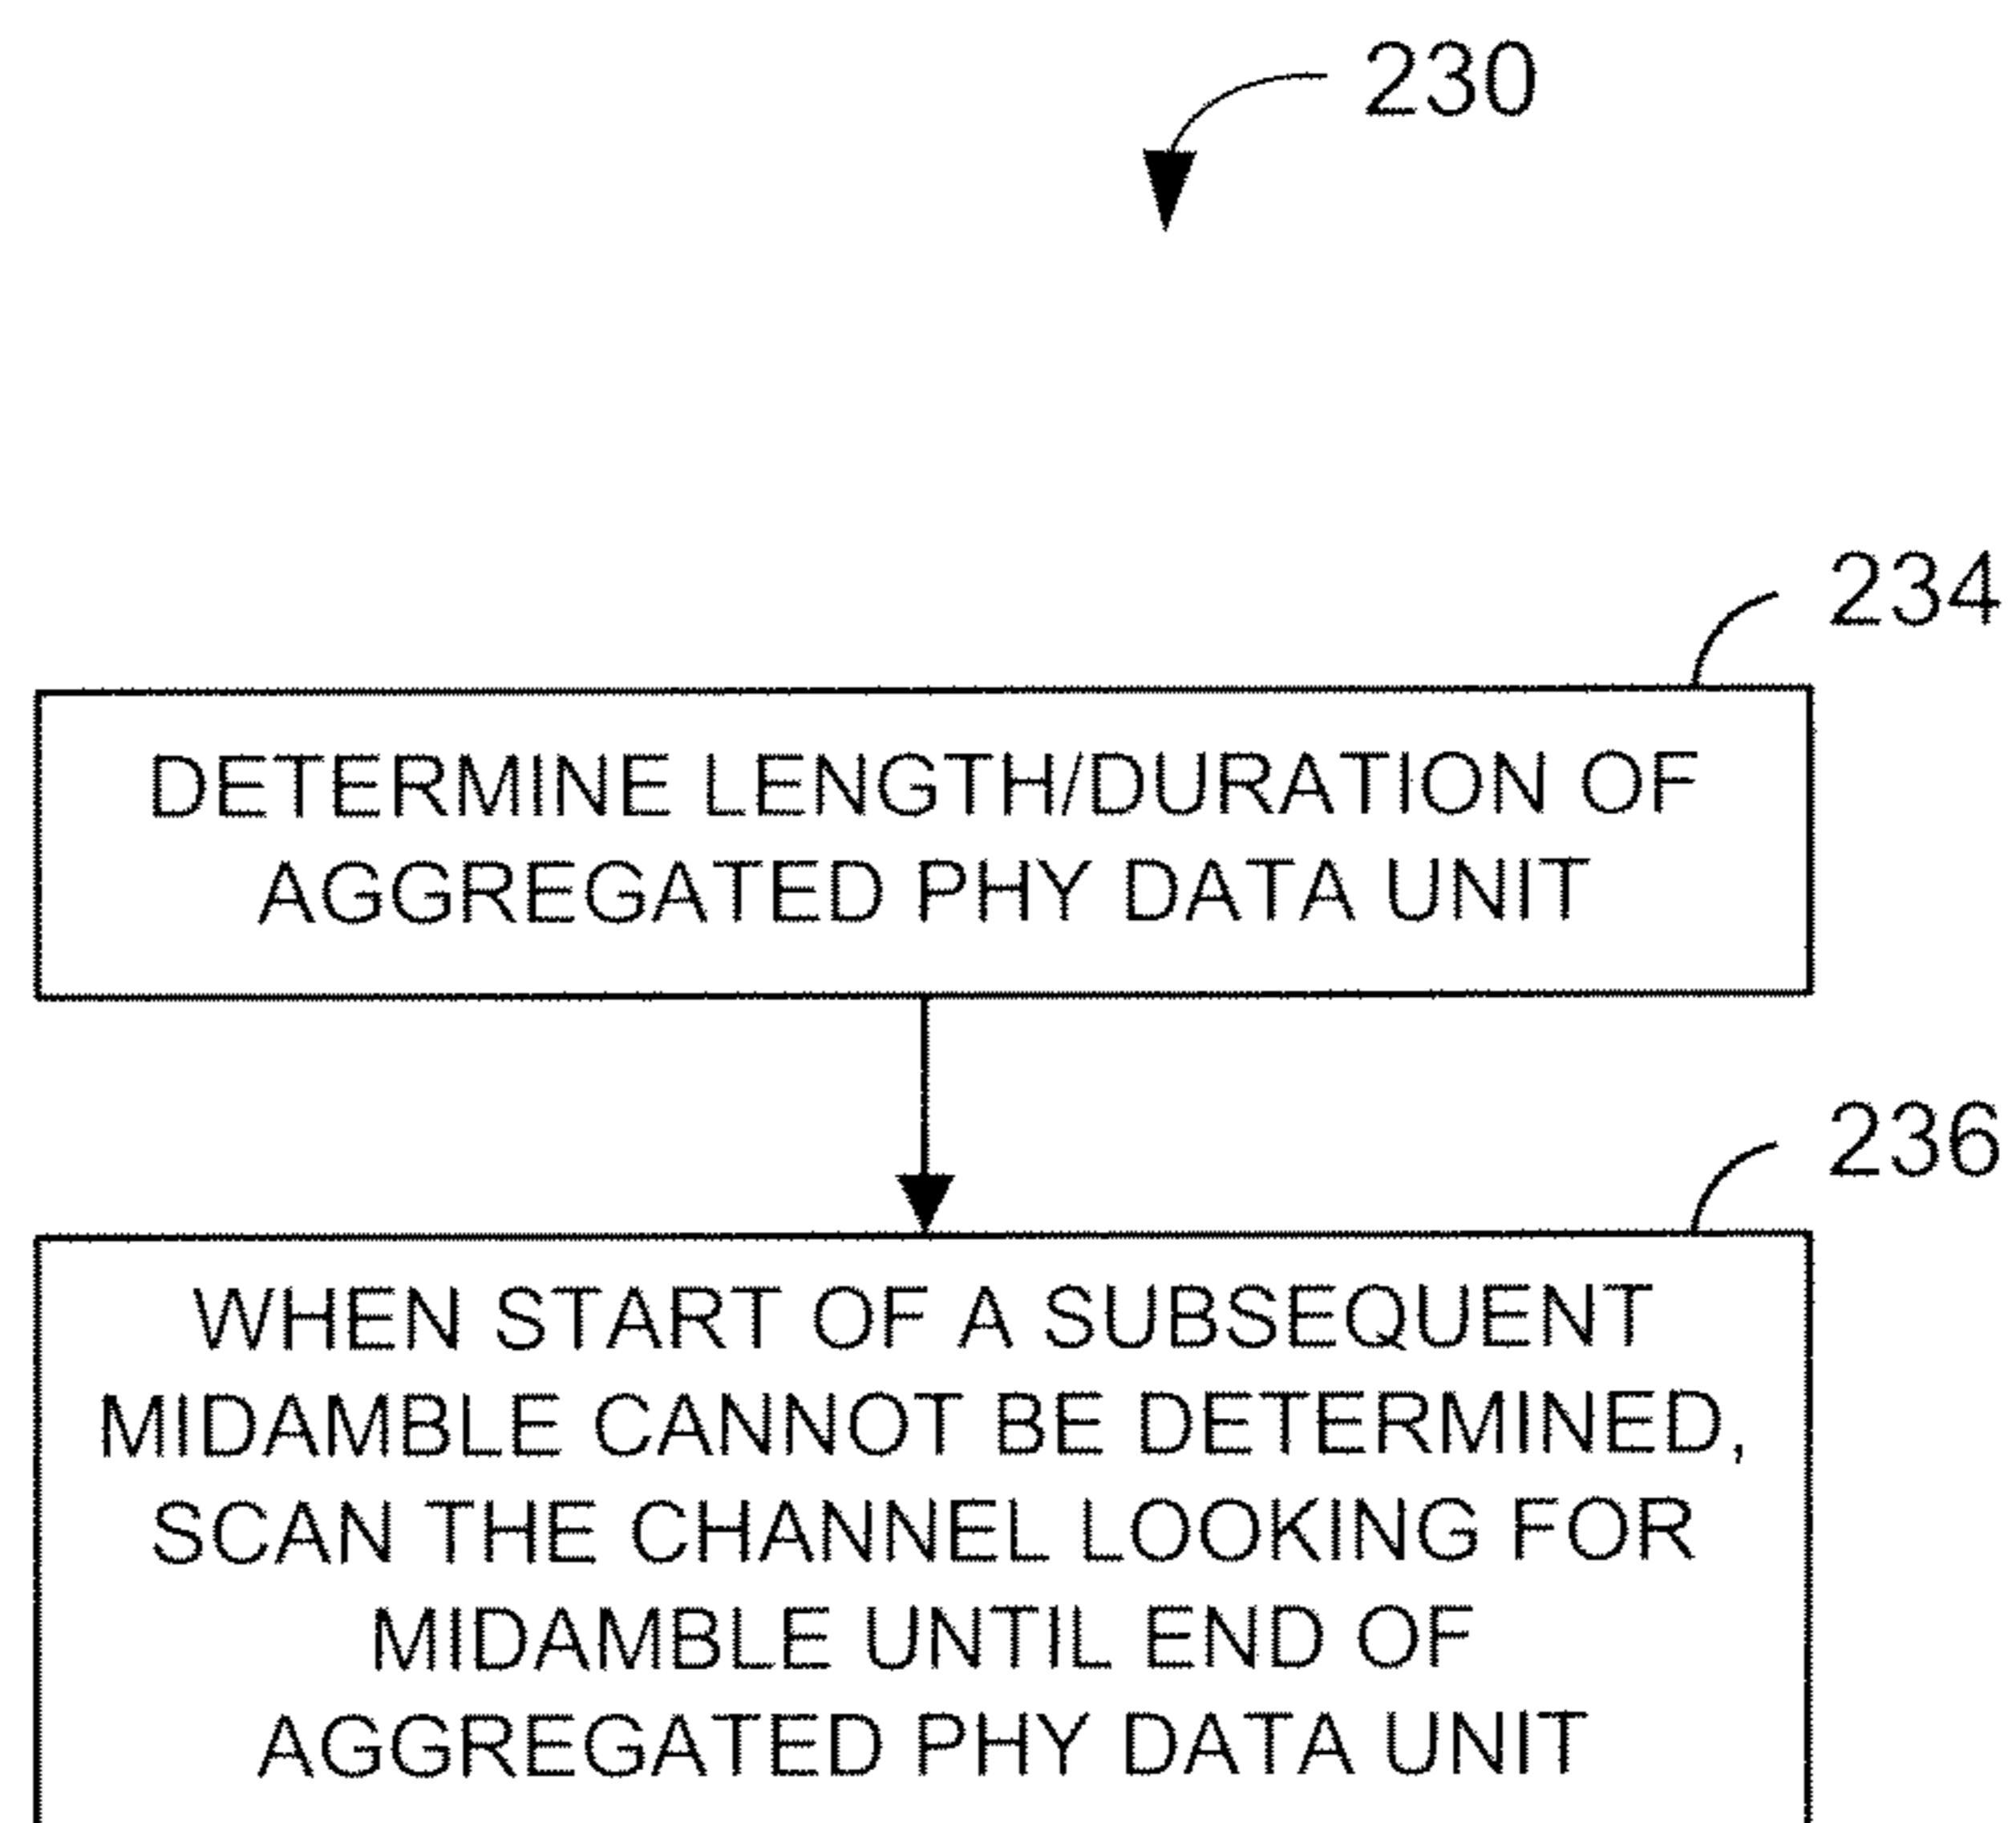 230
234
DETERMINE LENGTH/DURATION OF
AGGREGATED PHY DATA UNIT
236
WHEN START OF A SUBSEQUENT
MIDAMBLE CANNOT BE DETERMINED,
SCAN THE CHANNEL LOOKING FOR
MIDAMBLE UNTIL END OF
AGGREGATED PHY DATA UNIT